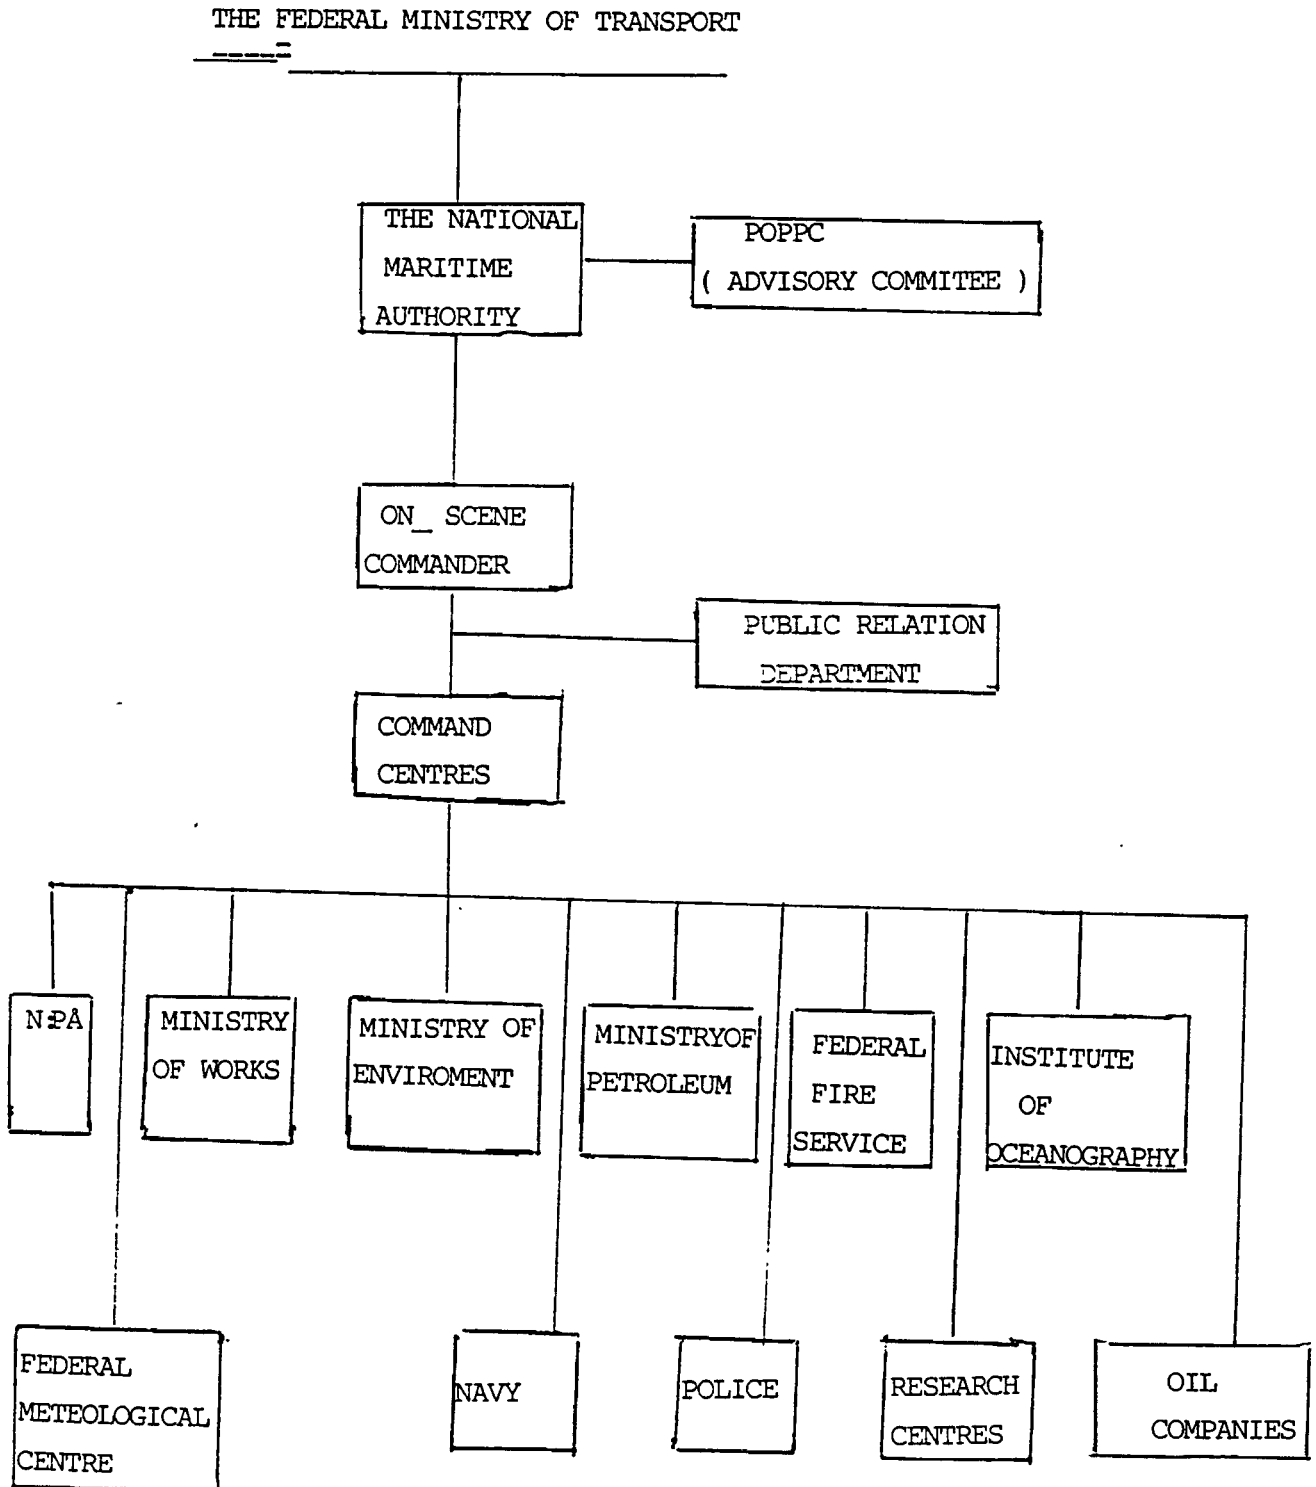 THE FEDERAL MINISTRY OF TRANSPORT
THE NATIONAL
MARITIME
AUTHORITY
POPPC
( ADVISORY COMMITEE )
ON_ SCENE
COMMANDER
PUBLIC RELATION
DEPARTMENT
COMMAND
CENTRES
NPA
MINISTRY
OF WORKS
MINISTRY OF
ENVIROMENT
MINISTRYOF
PETROLEUM
FEDERAL
FIRE
SERVICE
INSTITUTE
OF
OCEANOGRAPHY
FEDERAL
METEOLOGICAL
CENTRE
NAVY
POLICE
RESEARCH
CENTRES
OIL
COMPANIES